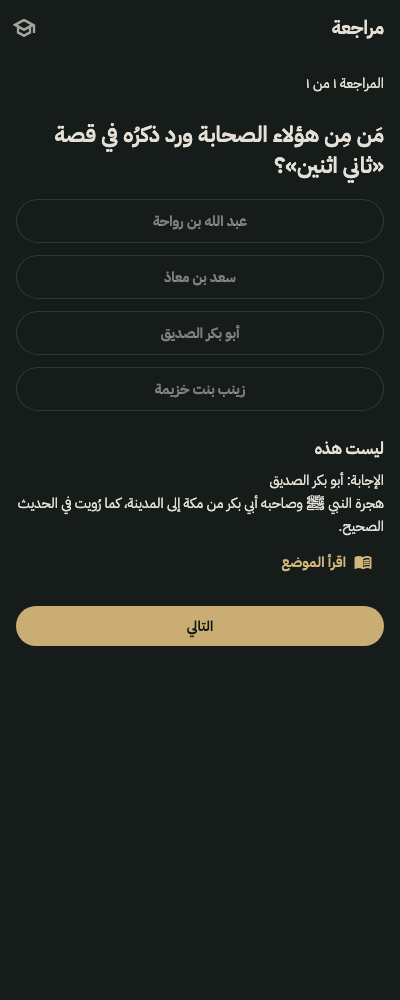 مراجعة
المراجعة ١ من ١
مَن مِن هؤلاء الصحابة ورد ذكرُه في قصة
«ثاني اثنين»؟
عبد الله بن رواحة
سعد بن معاذ
أبو بكر الصديق
زينب بنت خزيمة
ليست هذه
الإجابة: أبو بكر الصديق
هجرة النبي ﷺ وصاحبه أبي بكر من مكة إلى المدينة، كما رُويت في الحديث
الصحيح.
اقرأ الموضع
التالي